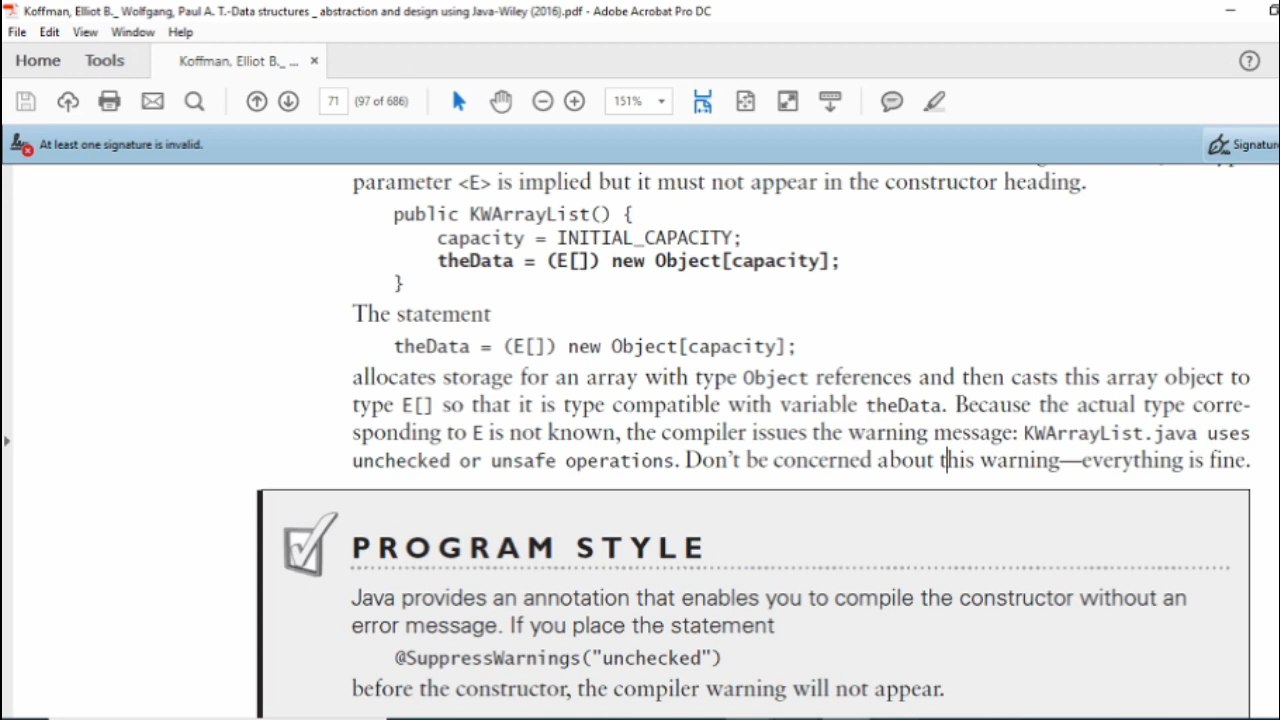 Koffman, Elliot B._ Wolfgang, Paul A. T.-Data structures _ abstraction and design using Java-Wiley (2016).pdf - Adobe Acrobat Pro DC
File Edit View Window Help
Home Tools Koffman, Elliot B._ ... ×
71 (97 of 686) 151%
At least one signature is invalid.
Signatur
parameter <E> is implied but it must not appear in the constructor heading.
public KWArrayList() {
capacity = INITIAL_CAPACITY;
theData = (E[]) new Object[capacity];
}
The statement
theData = (E[]) new Object[capacity];
allocates storage for an array with type Object references and then casts this array object to
type E[] so that it is type compatible with variable theData. Because the actual type corre-
sponding to E is not known, the compiler issues the warning message: KWArrayList.java uses
unchecked or unsafe operations. Don’t be concerned about this warning—everything is fine.
PROGRAM STYLE
Java provides an annotation that enables you to compile the constructor without an
error message. If you place the statement
@SuppressWarnings("unchecked")
before the constructor, the compiler warning will not appear.